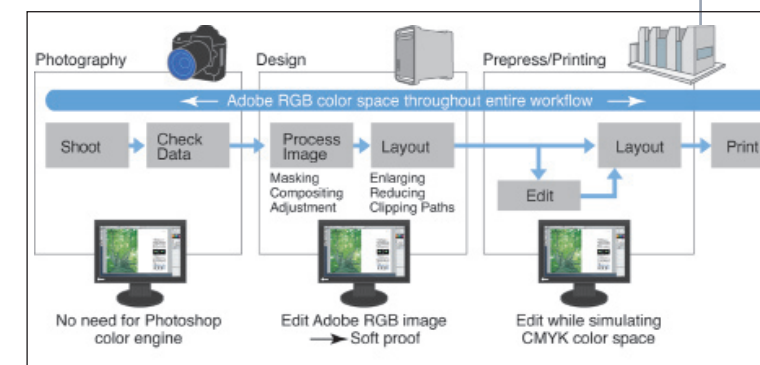 Photography
Design
Prepress/Printing
Adobe RGB color space throughout entire workflow
Shoot
Check
Data
Process
Image
Layout
Layout
Print
Masking
Compositing
Adjustment
Enlarging
Reducing
Clipping Paths
Edit
No need for Photoshop
color engine
Edit Adobe RGB image
Soft proof
Edit while simulating
CMYK color space